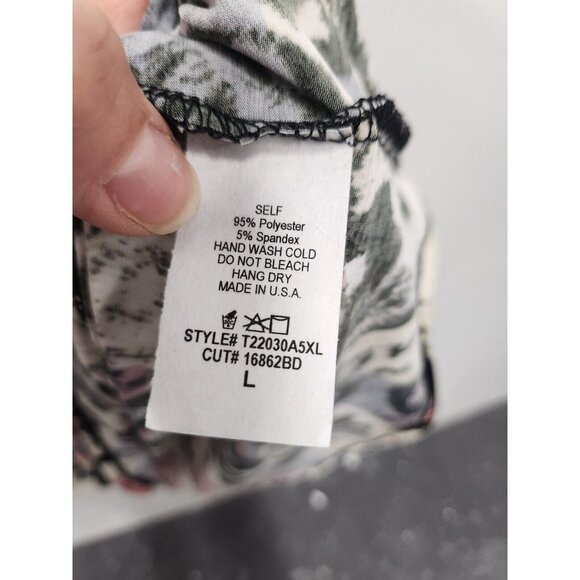 SELF
95% Polyester
5% Spandex
HAND WASH COLD
DO NOT BLEACH
HANG DRY
MADE IN U.S.A.
STYLE# T22030A5XL
CUT# 16862BD
L